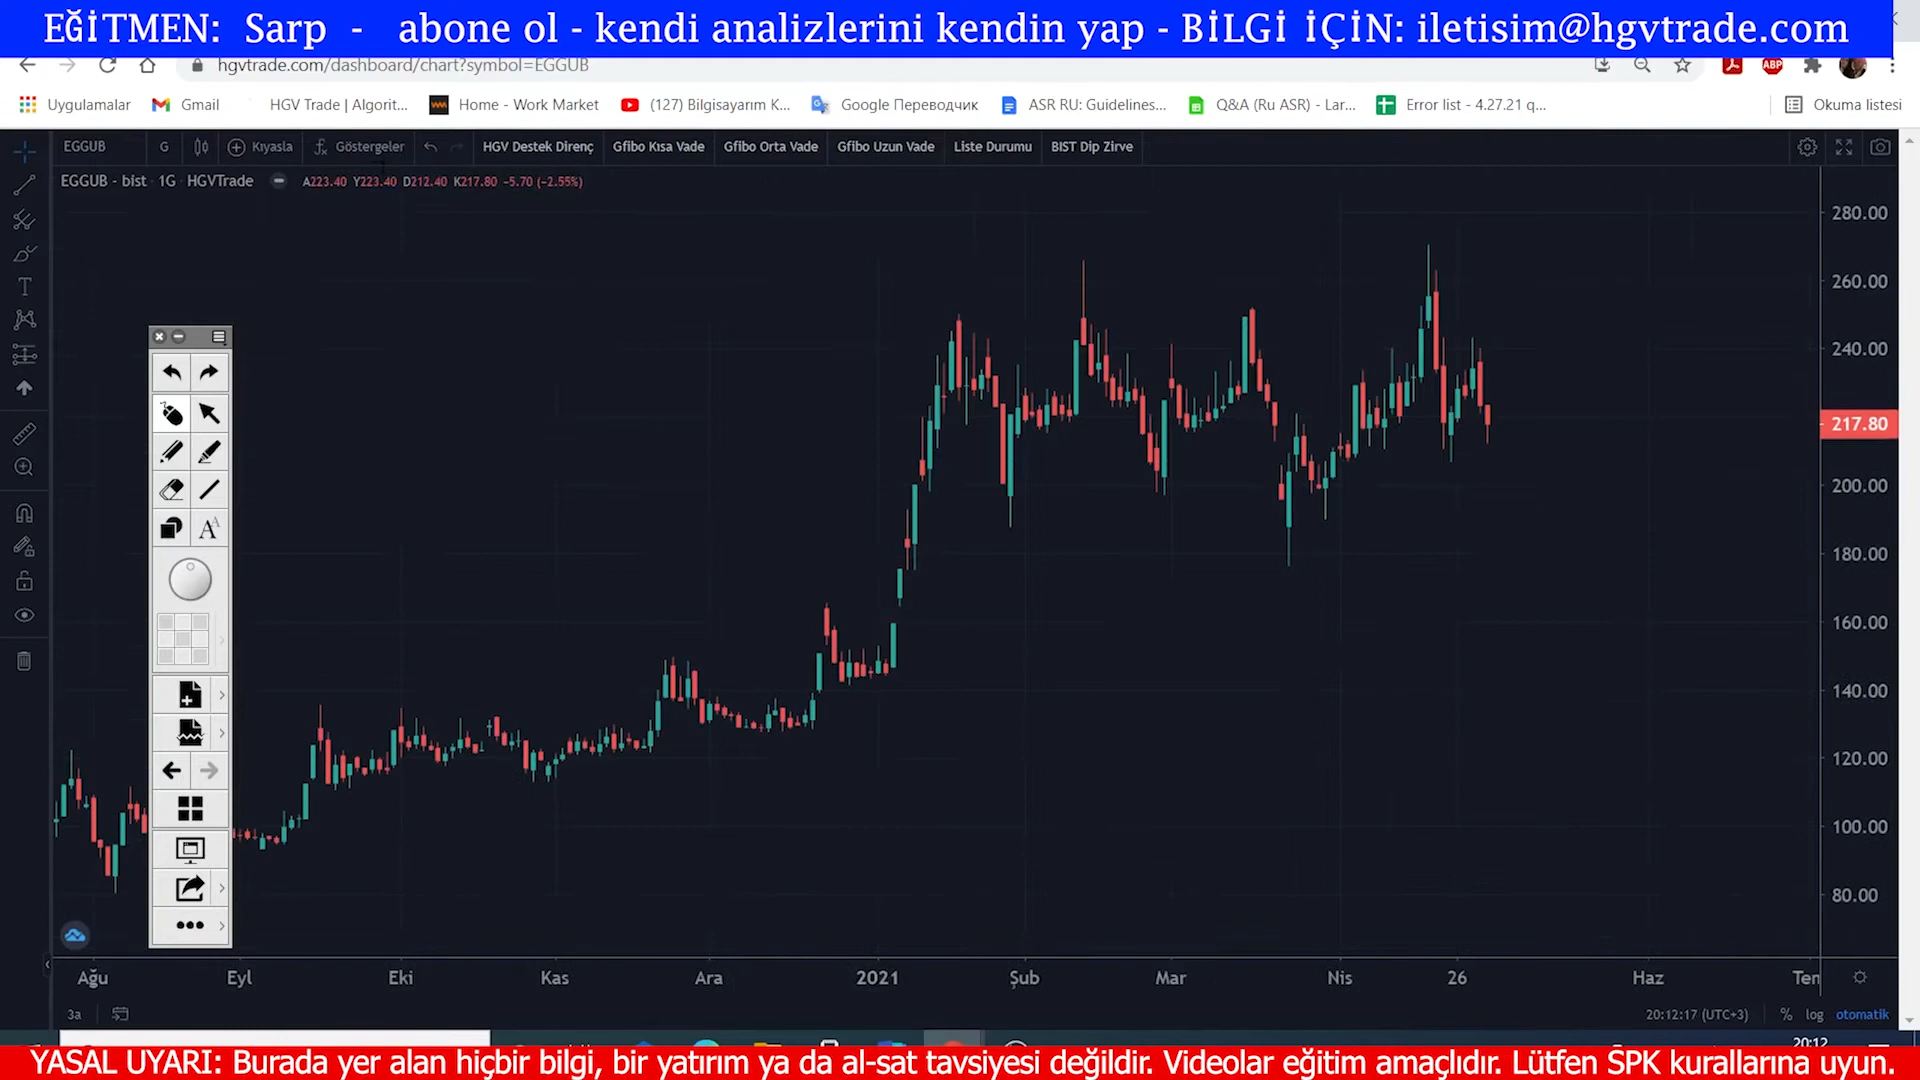 EĞİTMEN: Sarp - abone ol - kendi analizlerini kendin yap - BİLGİ İÇİN: iletisim@hgvtrade.com
hgvtrade.com/dashboard/chart?symbol=EGGUB
ABP
Uygulamalar Gmail HGV Trade | Algorit... Home - Work Market (127) Bilgisayarım K... Google Переводчик ASR RU: Guidelines... Q&A (Ru ASR) - Lar... Error list - 4.27.21 q... Okuma listesi
EGGUB G Kıyasla Göstergeler HGV Destek Direnç Gfibo Kısa Vade Gfibo Orta Vade Gfibo Uzun Vade Liste Durumu BIST Dip Zirve
EGGUB - bist · 1G · HGVTrade A223.40 Y223.40 D212.40 K217.80 -5.70 (-2.55%)
280.00
260.00
240.00
217.80
200.00
180.00
160.00
140.00
120.00
100.00
80.00
Ağu Eyl Eki Kas Ara 2021 Şub Mar Nis 26 Haz Ten
3a 20:12:17 (UTC+3) % log otomatik
20:12
YASAL UYARI: Burada yer alan hiçbir bilgi, bir yatırım ya da al-sat tavsiyesi değildir. Videolar eğitim amaçlıdır. Lütfen SPK kurallarına uyun.